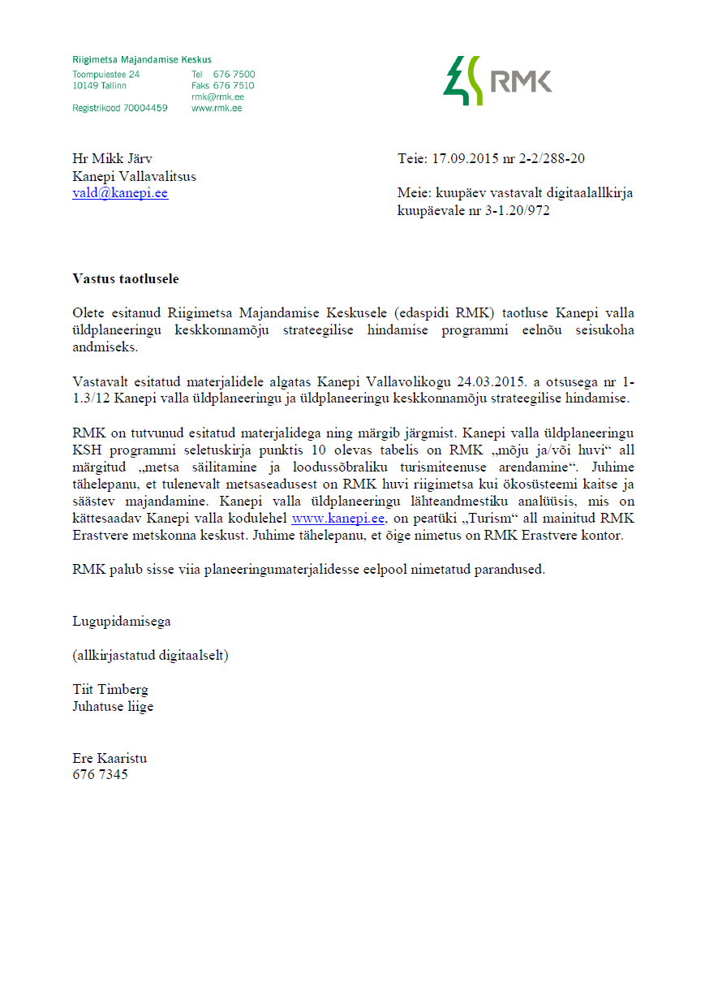 Riigimetsa Majandamise Keskus
Toompuiestee 24
10149 Tallinn
Registrikood 70004459
Tel 676 7500
Faks 676 7510
rmk@rmk.ee
www.rmk.ee
RMK
Hr Mikk Järv
Kanepi Vallavalitsus
vald@kanepi.ee
Teie: 17.09.2015 nr 2-2/288-20
Meie: kuupäev vastavalt digitaalallkirja
kuupäevale nr 3-1.20/972
Vastus taotlusele
Olete esitanud Riigimetsa Majandamise Keskusele (edaspidi RMK) taotluse Kanepi valla
üldplaneeringu keskkonnamõju strateegilise hindamise programmi eelnõu seisukoha
andmiseks.
Vastavalt esitatud materjalidele algatas Kanepi Vallavolikogu 24.03.2015. a otsusega nr 1-
1.3/12 Kanepi valla üldplaneeringu ja üldplaneeringu keskkonnamõju strateegilise hindamise.
RMK on tutvunud esitatud materjalidega ning märgib järgmist. Kanepi valla üldplaneeringu
KSH programmi seletuskirja punktis 10 olevas tabelis on RMK „mõju ja/või huvi“ all
märgitud „metsa säilitamine ja loodussõbraliku turismiteenuse arendamine“. Juhime
tähelepanu, et tulenevalt metsaseadusest on RMK huvi riigimetsa kui ökosüsteemi kaitse ja
säästev majandamine. Kanepi valla üldplaneeringu lähteandmestiku analüüsis, mis on
kättesaadav Kanepi valla kodulehel www.kanepi.ee, on peatüki „Turism“ all mainitud RMK
Erastvere metskonna keskust. Juhime tähelepanu, et õige nimetus on RMK Erastvere kontor.
RMK palub sisse viia planeeringumaterjalidesse eelpool nimetatud parandused.
Lugupidamisega
(allkirjastatud digitaalselt)
Tiit Timberg
Juhatuse liige
Ere Kaaristu
676 7345